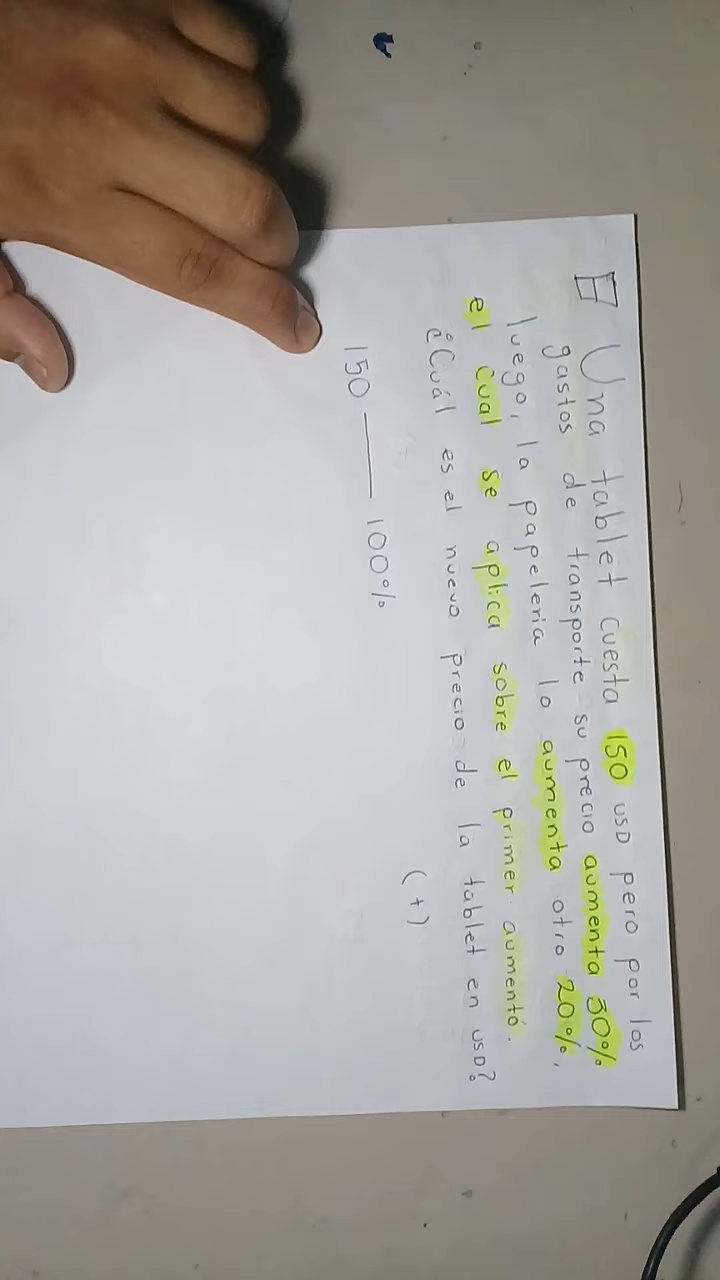 Una tablet cuesta 150 USD pero por los
gastos de transporte su precio aumenta 30%
luego, la papelería lo aumenta otro 20%,
el cual se aplica sobre el primer aumento.
¿Cuál es el nuevo precio de la tablet en USD?
(+)
150 —— 100%